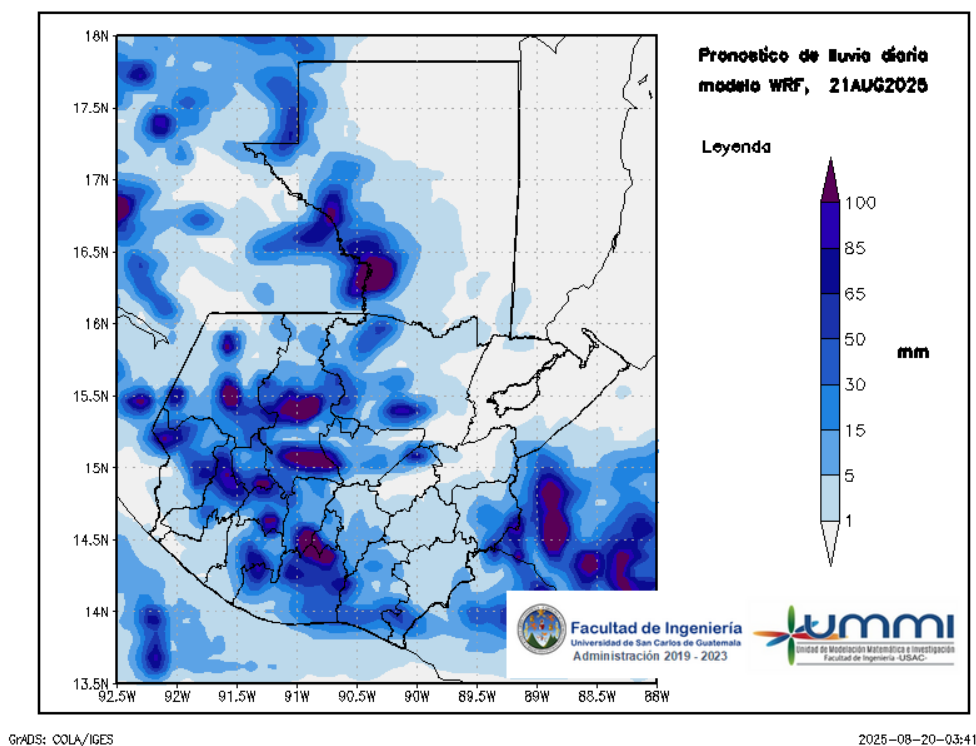 Pronostico de lluvia diaria
modelo WRF, 21AUG2025
Leyenda
100
85
65
50
30
15
5
1
mm
18N
17.5N
17N
16.5N
16N
15.5N
15N
14.5N
14N
13.5N
92.5W 92W 91.5W 91W 90.5W 90W 89.5W 89W 88.5W 88W
Facultad de Ingeniería
Universidad de San Carlos de Guatemala
Administración 2019 - 2023
ummi
Unidad de Modelación Matemática e Investigación
Facultad de Ingeniería -USAC-
GrADS: COLA/IGES
2025-08-20-03:41